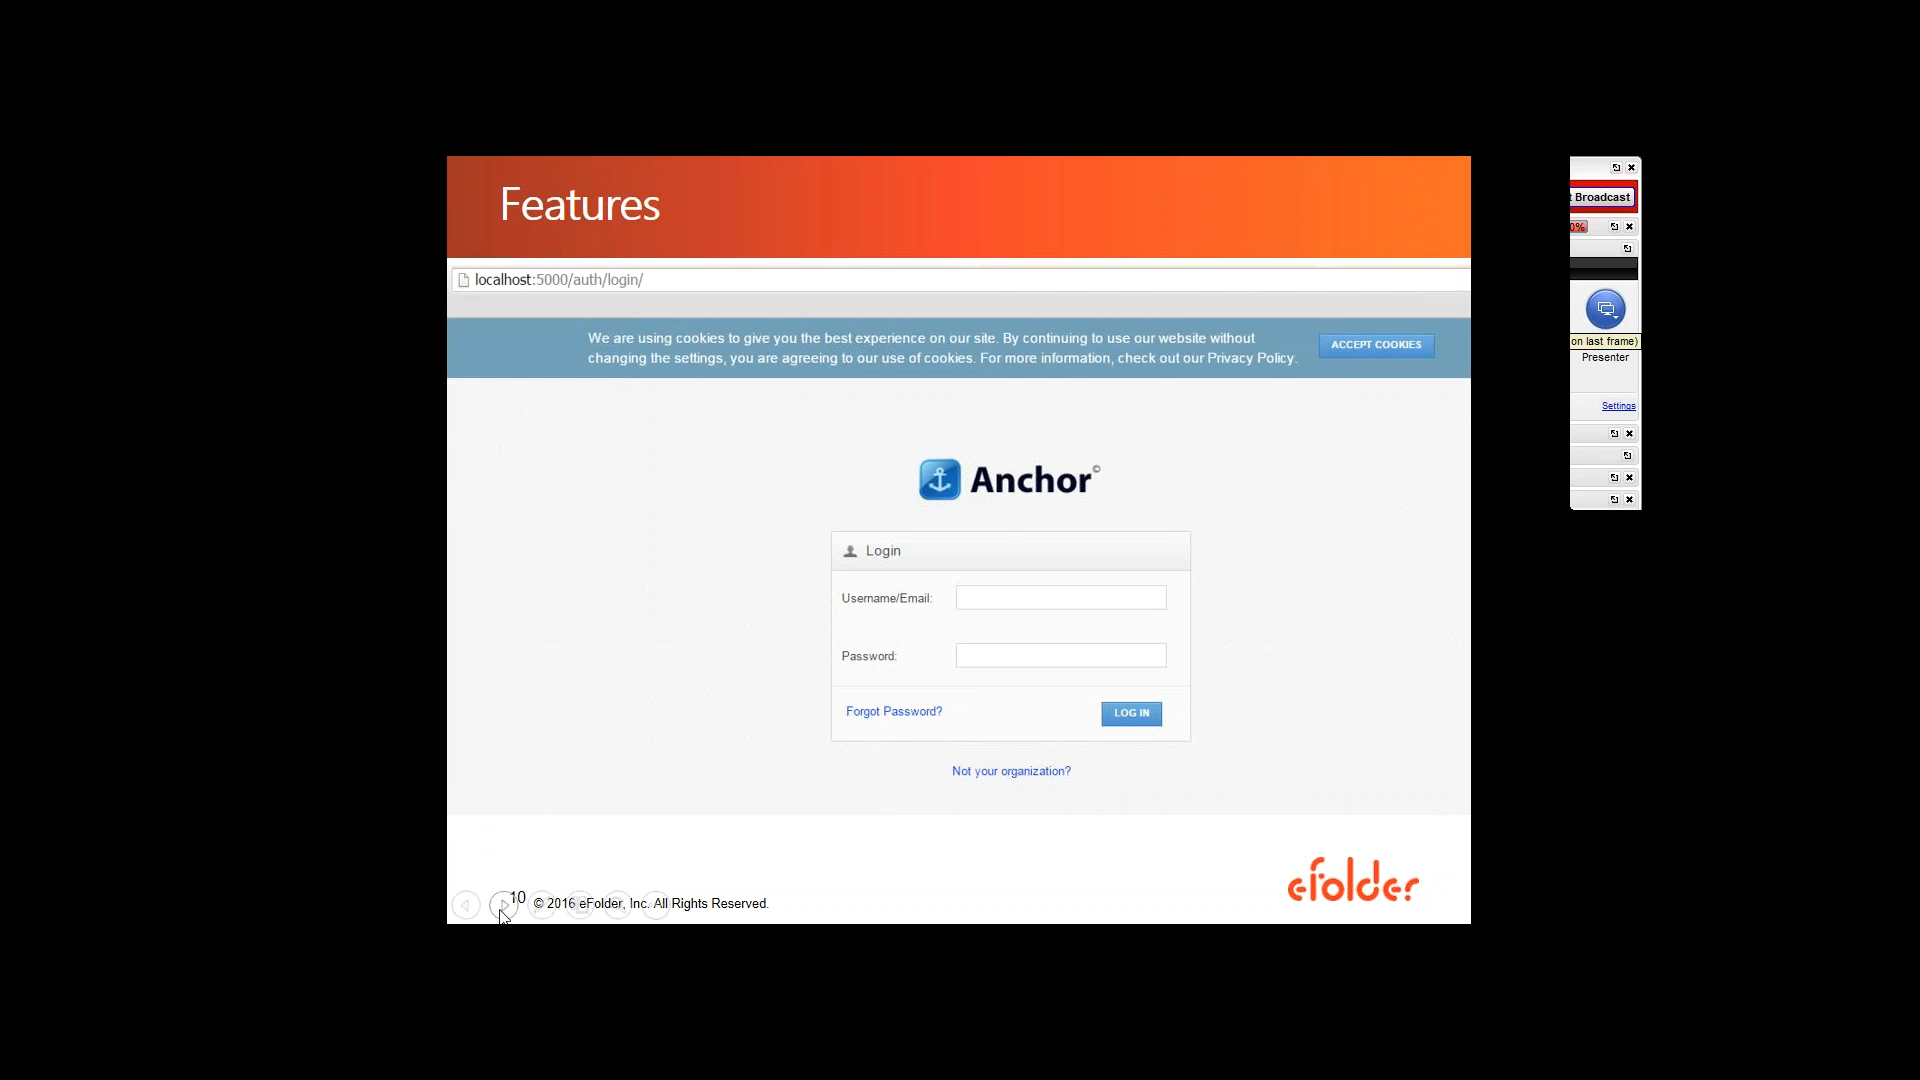 Features
localhost:5000/auth/login/
We are using cookies to give you the best experience on our site. By continuing to use our website without
changing the settings, you are agreeing to our use of cookies. For more information, check out our Privacy Policy.
ACCEPT COOKIES
Anchor©
Login
Username/Email:
Password:
Forgot Password?
LOG IN
Not your organization?
10
© 2016 eFolder, Inc. All Rights Reserved.
efolder
t Broadcast
0%
on last frame)
Presenter
Settings